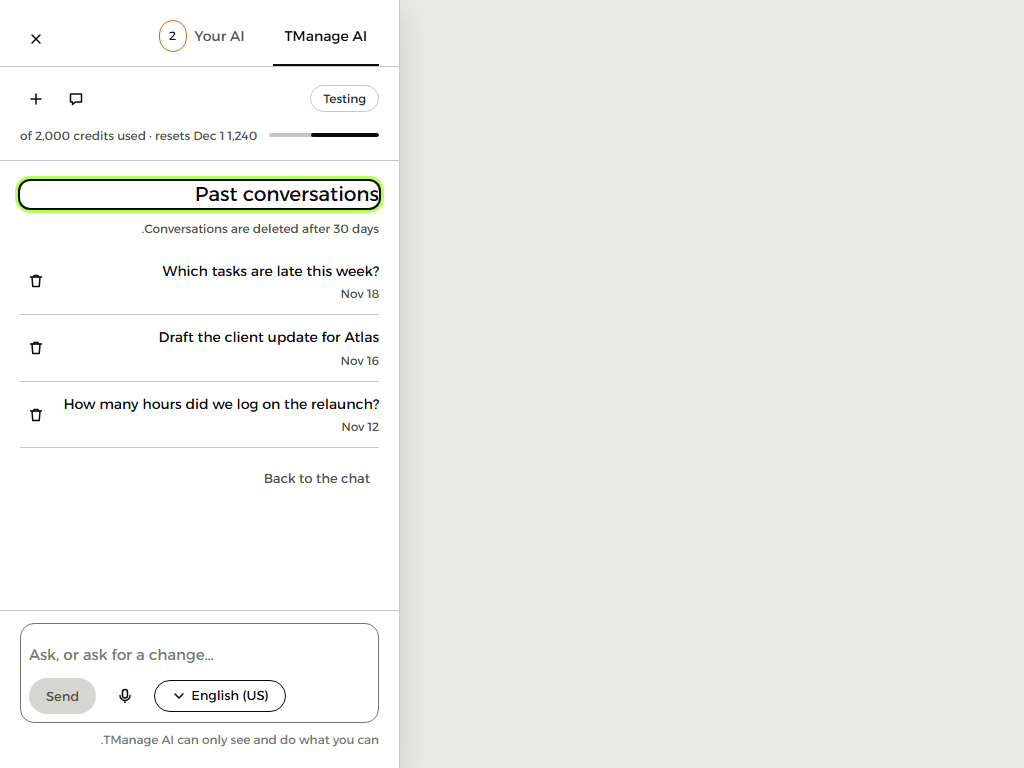 2 Your AI TManage AI
Testing
of 2,000 credits used · resets Dec 1 1,240
Past conversations
.Conversations are deleted after 30 days
Which tasks are late this week?
Nov 18
Draft the client update for Atlas
Nov 16
How many hours did we log on the relaunch?
Nov 12
Back to the chat
Ask, or ask for a change...
Send English (US)
.TManage AI can only see and do what you can